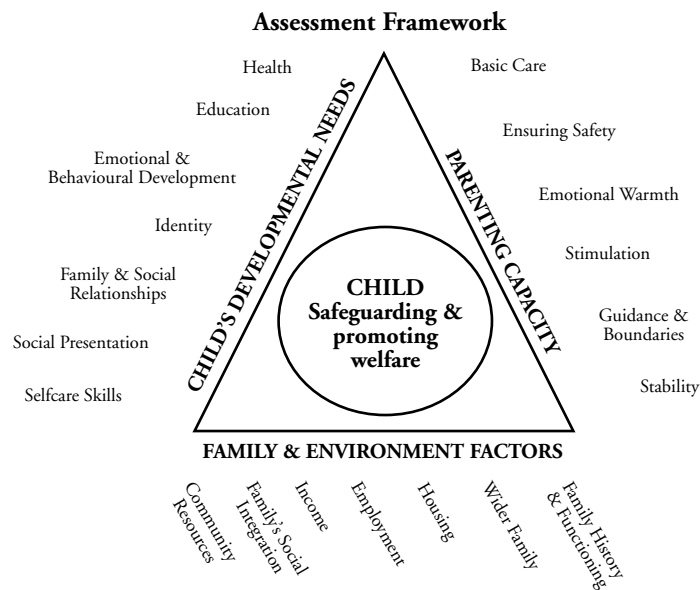 Assessment Framework
Health
Education
Emotional &
Behavioural Development
Identity
Family & Social
Relationships
Social Presentation
Selfcare Skills
CHILD'S DEVELOPMENTAL NEEDS
CHILD
Safeguarding &
promoting
welfare
PARENTING CAPACITY
Basic Care
Ensuring Safety
Emotional Warmth
Stimulation
Guidance &
Boundaries
Stability
FAMILY & ENVIRONMENT FACTORS
Community
Resources
Family's Social
Integration
Income
Employment
Housing
Wider Family
Family History
& Functioning